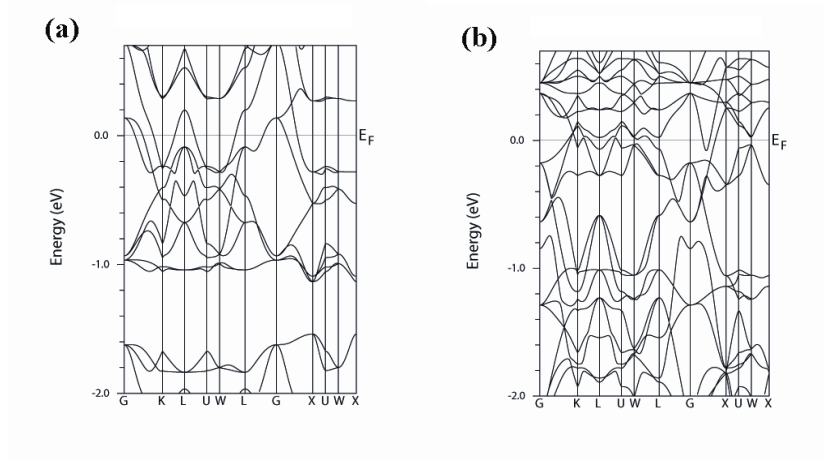 (a)
Energy (eV)
0.0
-1.0
-2.0
E_F
G K L U W L G X U W X
(b)
Energy (eV)
0.0
-1.0
-2.0
E_F
G K L U W L G X U W X